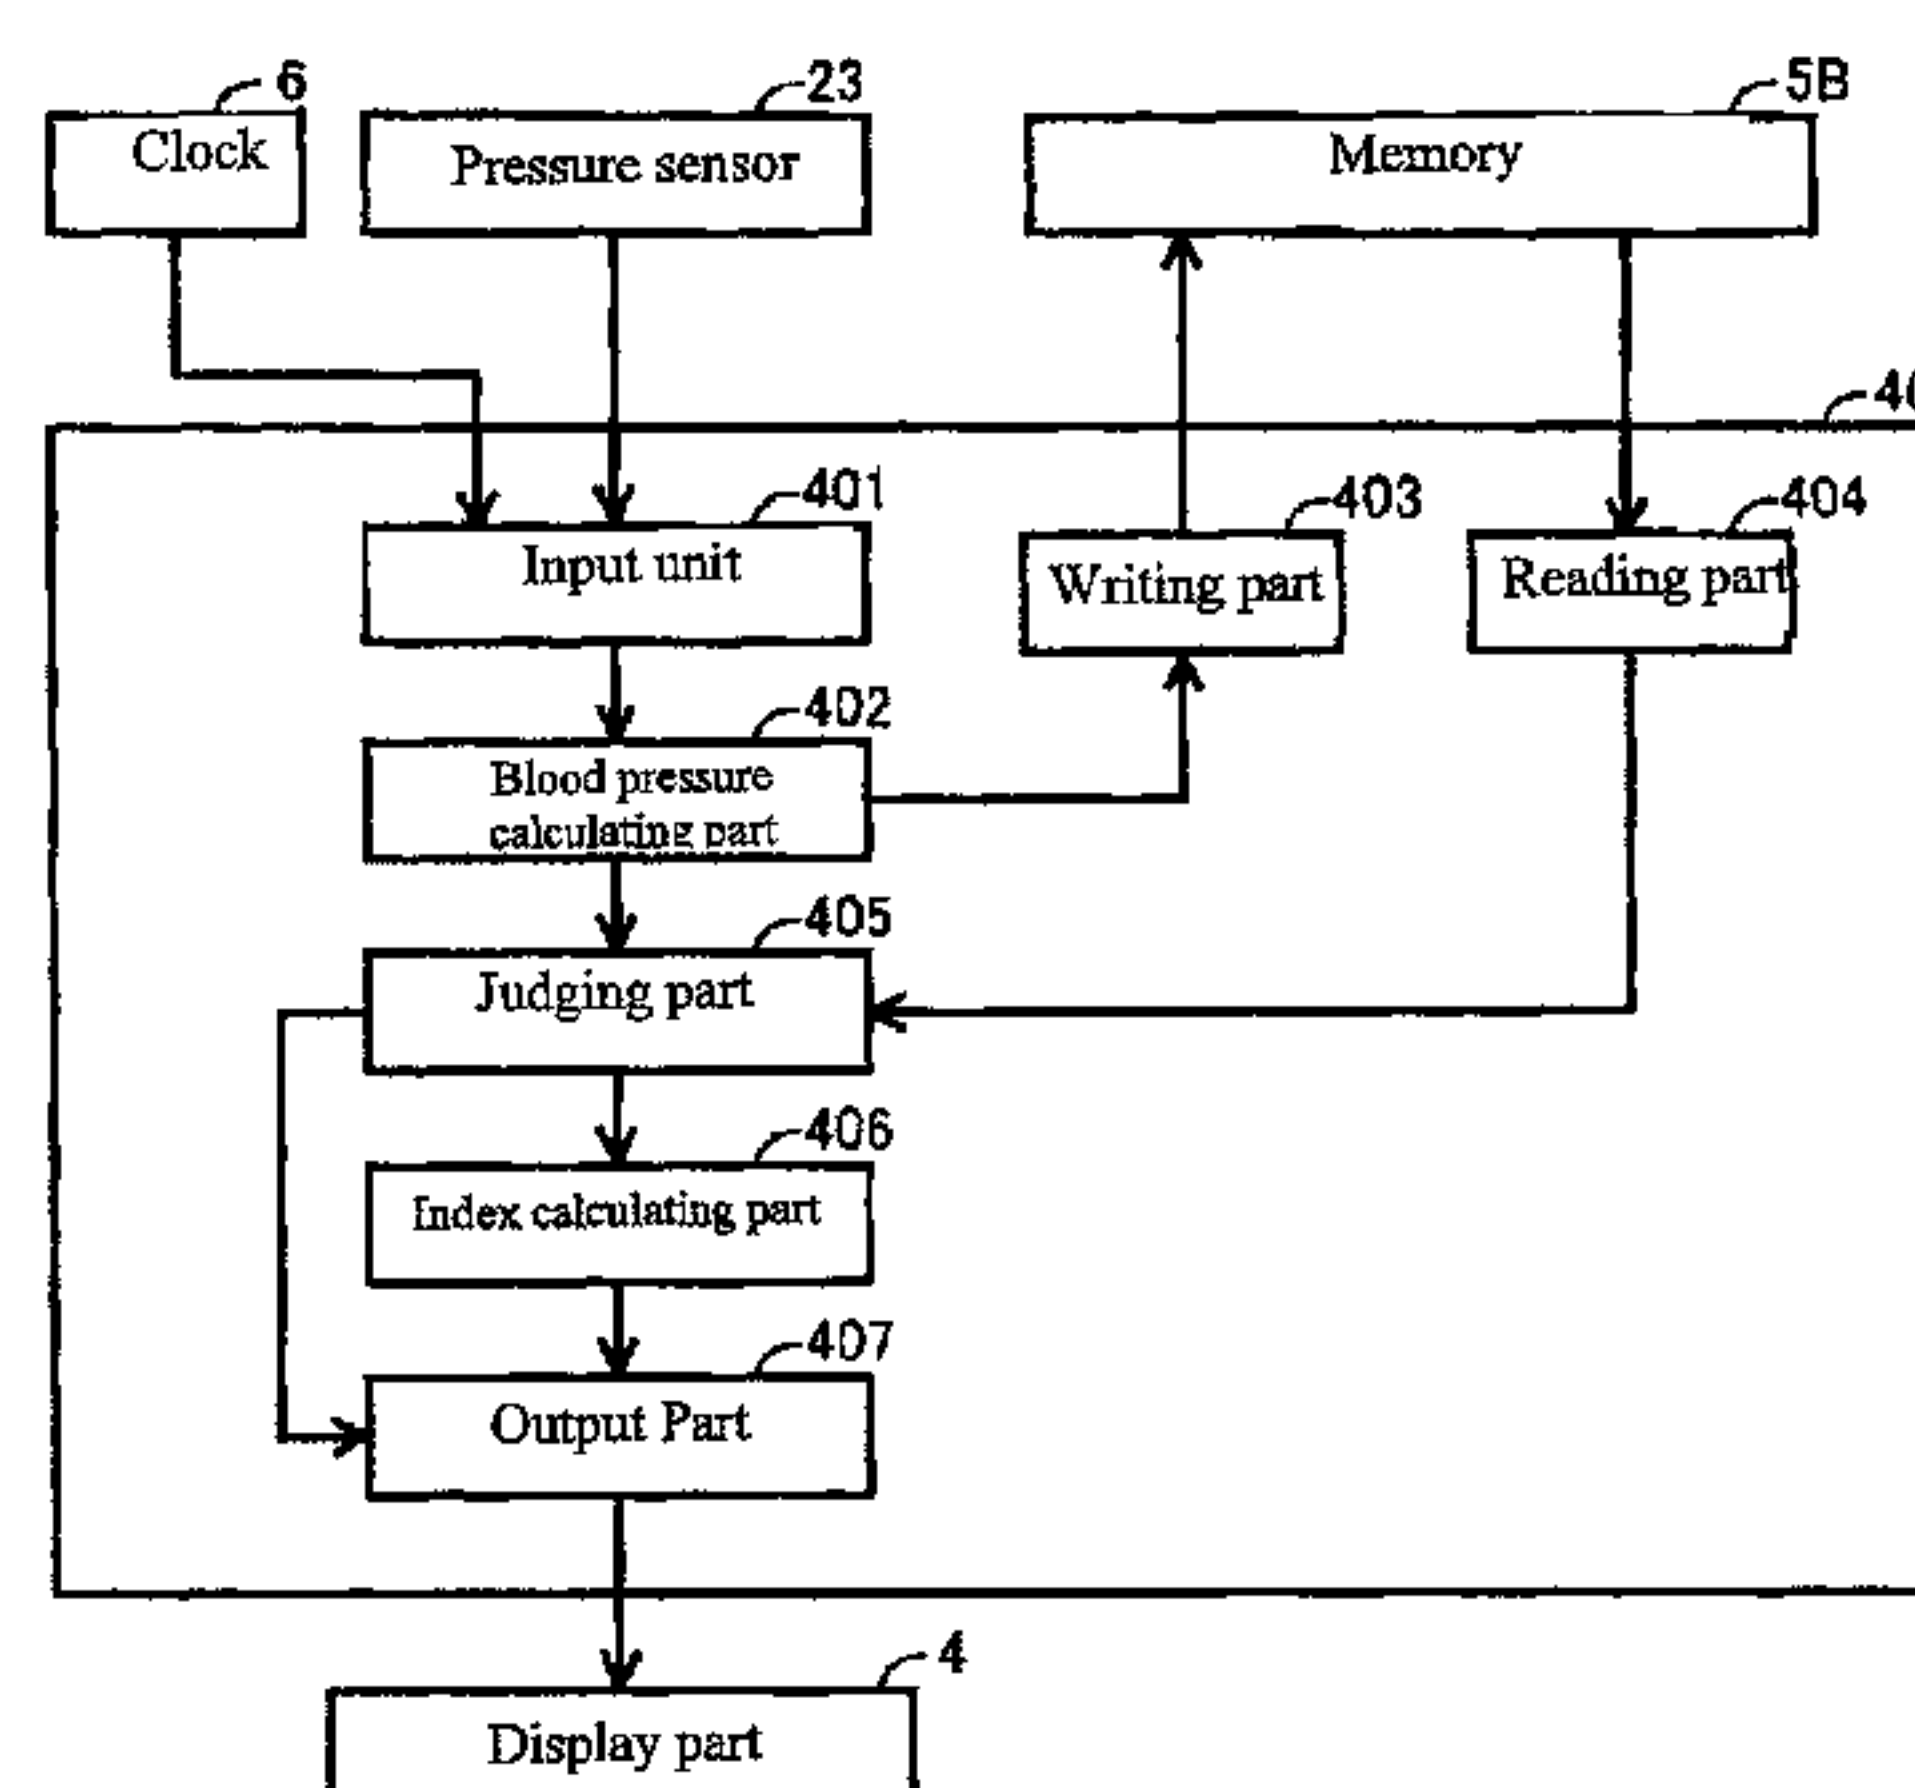 6
23
5B
Clock
Pressure sensor
Memory
401
403
404
Input unit
Writing part
Reading part
402
Blood pressure
calculating part
405
Judging part
406
Index calculating part
407
Output Part
4
Display part